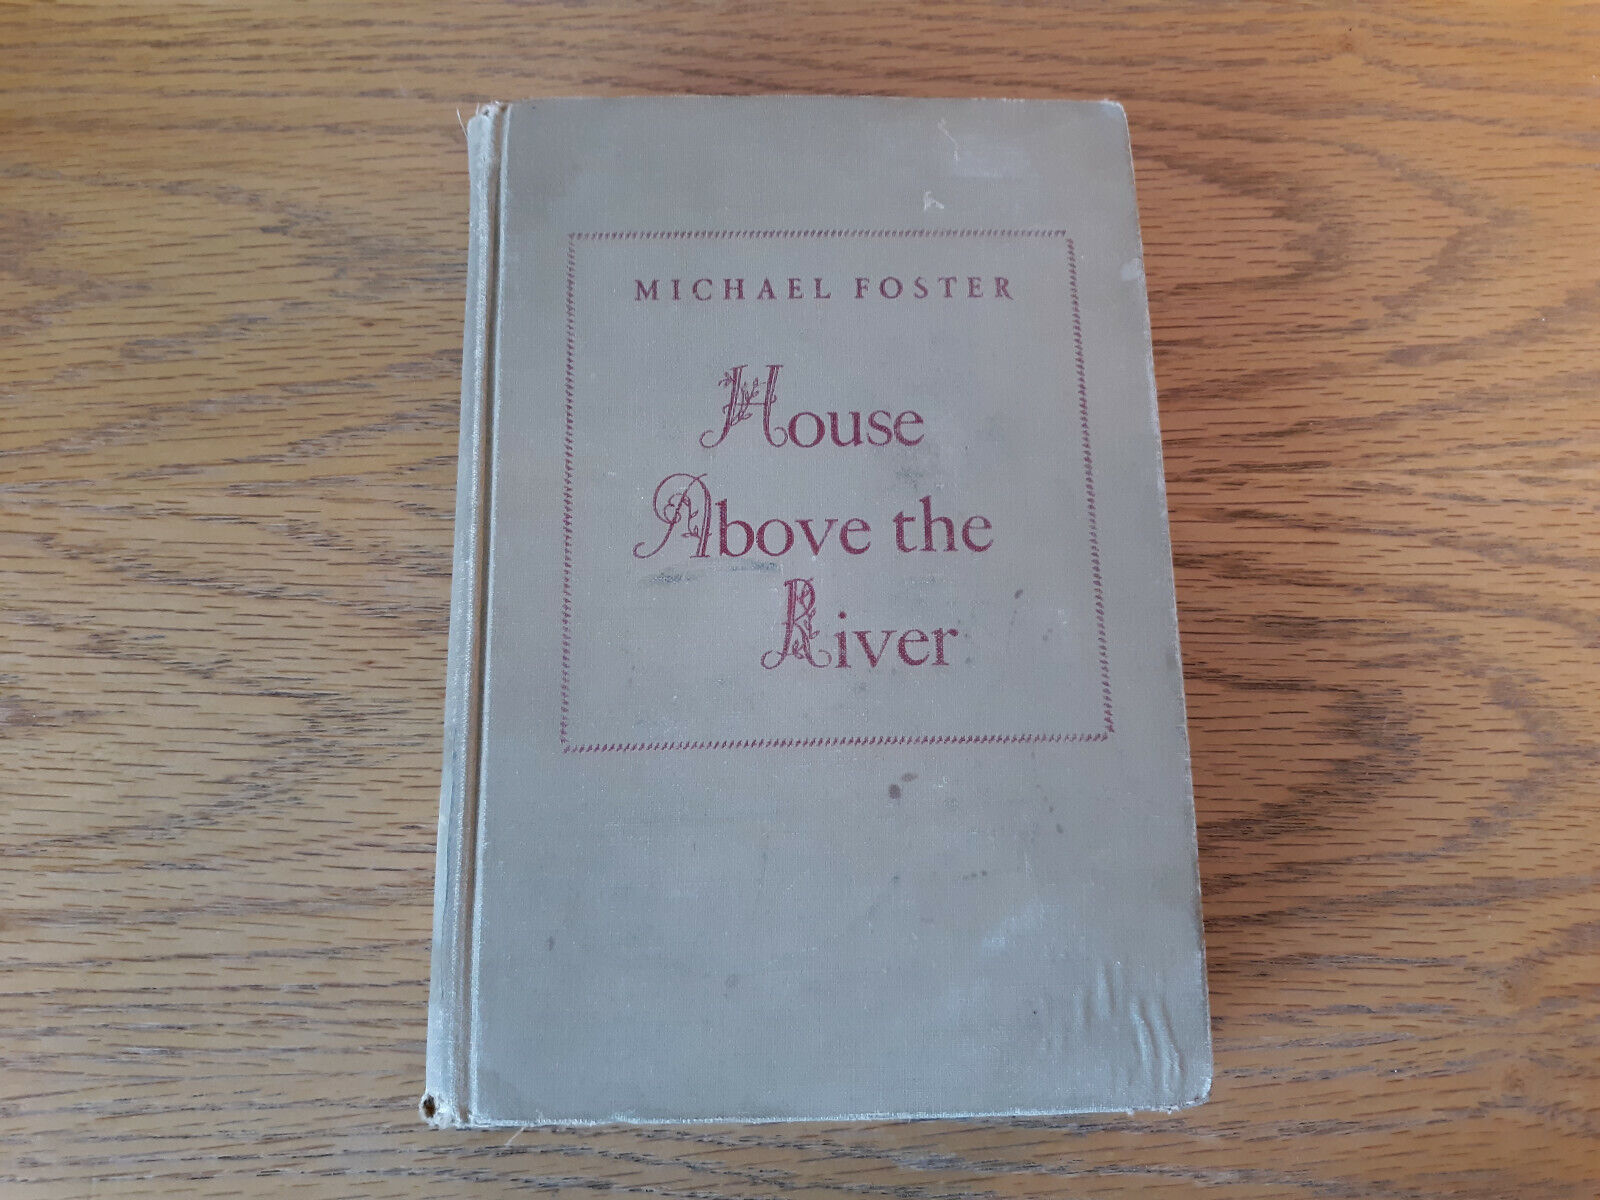 MICHAEL FOSTER
House
Above the
River